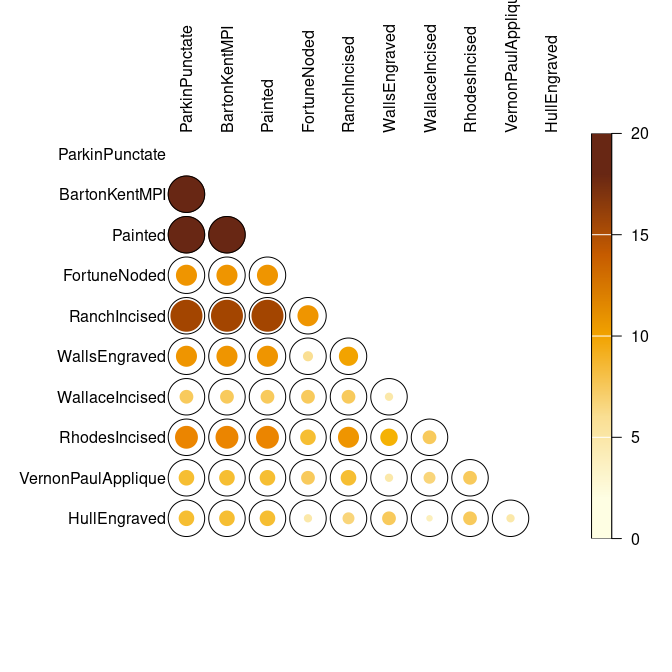 ParkinPunctate
BartonKentMPI
Painted
FortuneNoded
RanchIncised
WallsEngraved
WallaceIncised
RhodesIncised
VernonPaulApplique
HullEngraved
ParkinPunctate
BartonKentMPI
Painted
FortuneNoded
RanchIncised
WallsEngraved
WallaceIncised
RhodesIncised
VernonPaulApplique
HullEngraved
20
15
10
5
0